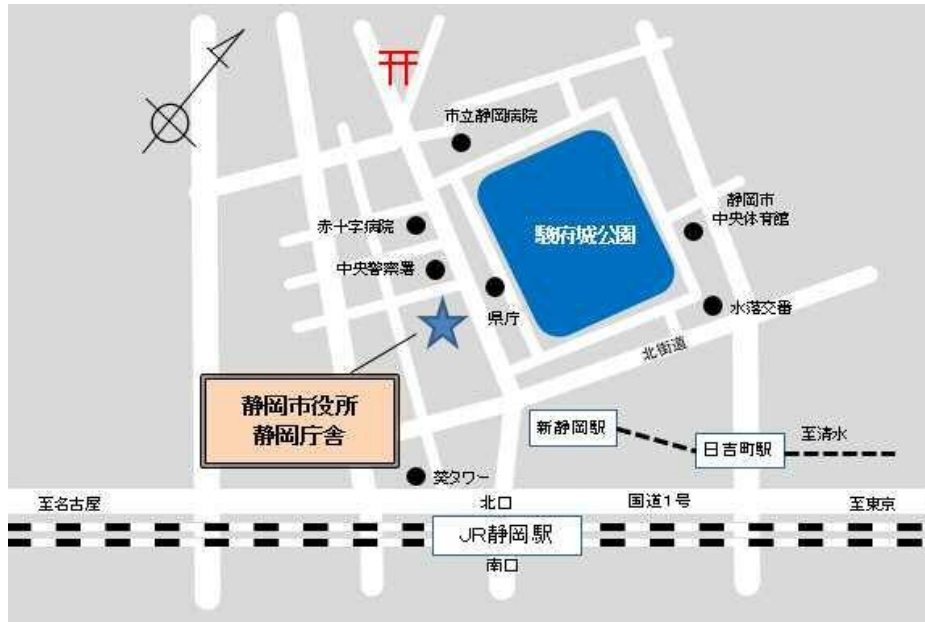 市立静岡病院
静岡市
中央体育館
赤十字病院
駿府城公園
中央警察署
県庁
水落交番
北街道
静岡市役所
静岡庁舎
新静岡駅
日吉町駅
至清水
葵タワー
至名古屋
北口
国道1号
至東京
JR静岡駅
南口